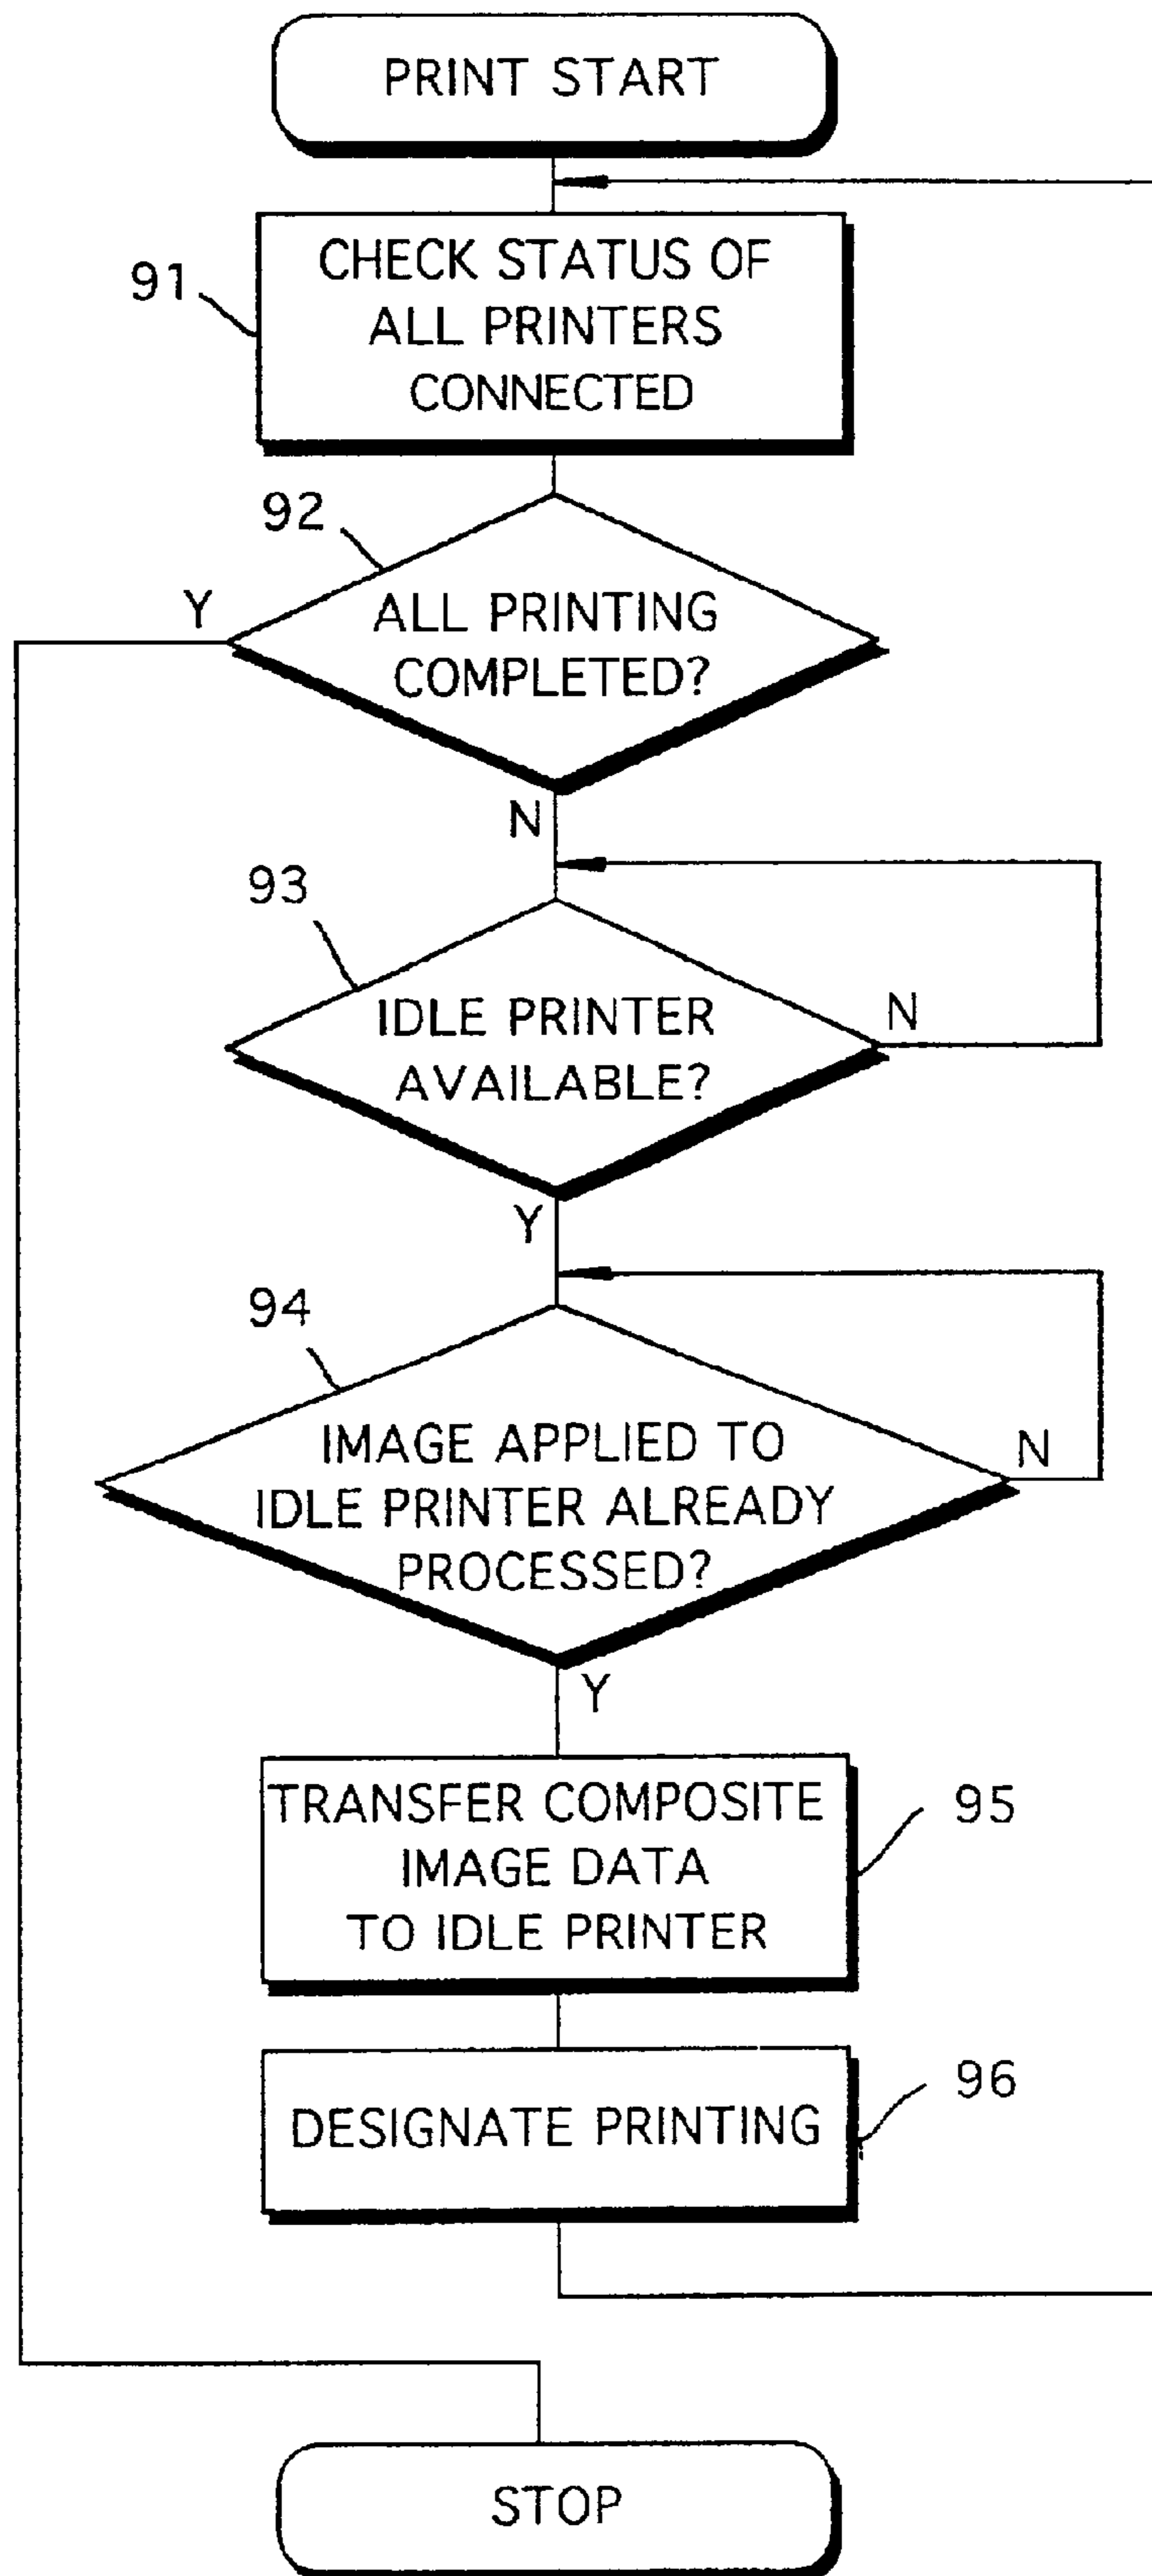 PRINT START
91
CHECK STATUS OF
ALL PRINTERS
CONNECTED
92
Y
ALL PRINTING
COMPLETED?
N
93
IDLE PRINTER
AVAILABLE?
N
Y
94
IMAGE APPLIED TO
IDLE PRINTER ALREADY
PROCESSED?
N
Y
TRANSFER COMPOSITE
IMAGE DATA
TO IDLE PRINTER
95
DESIGNATE PRINTING
96
STOP